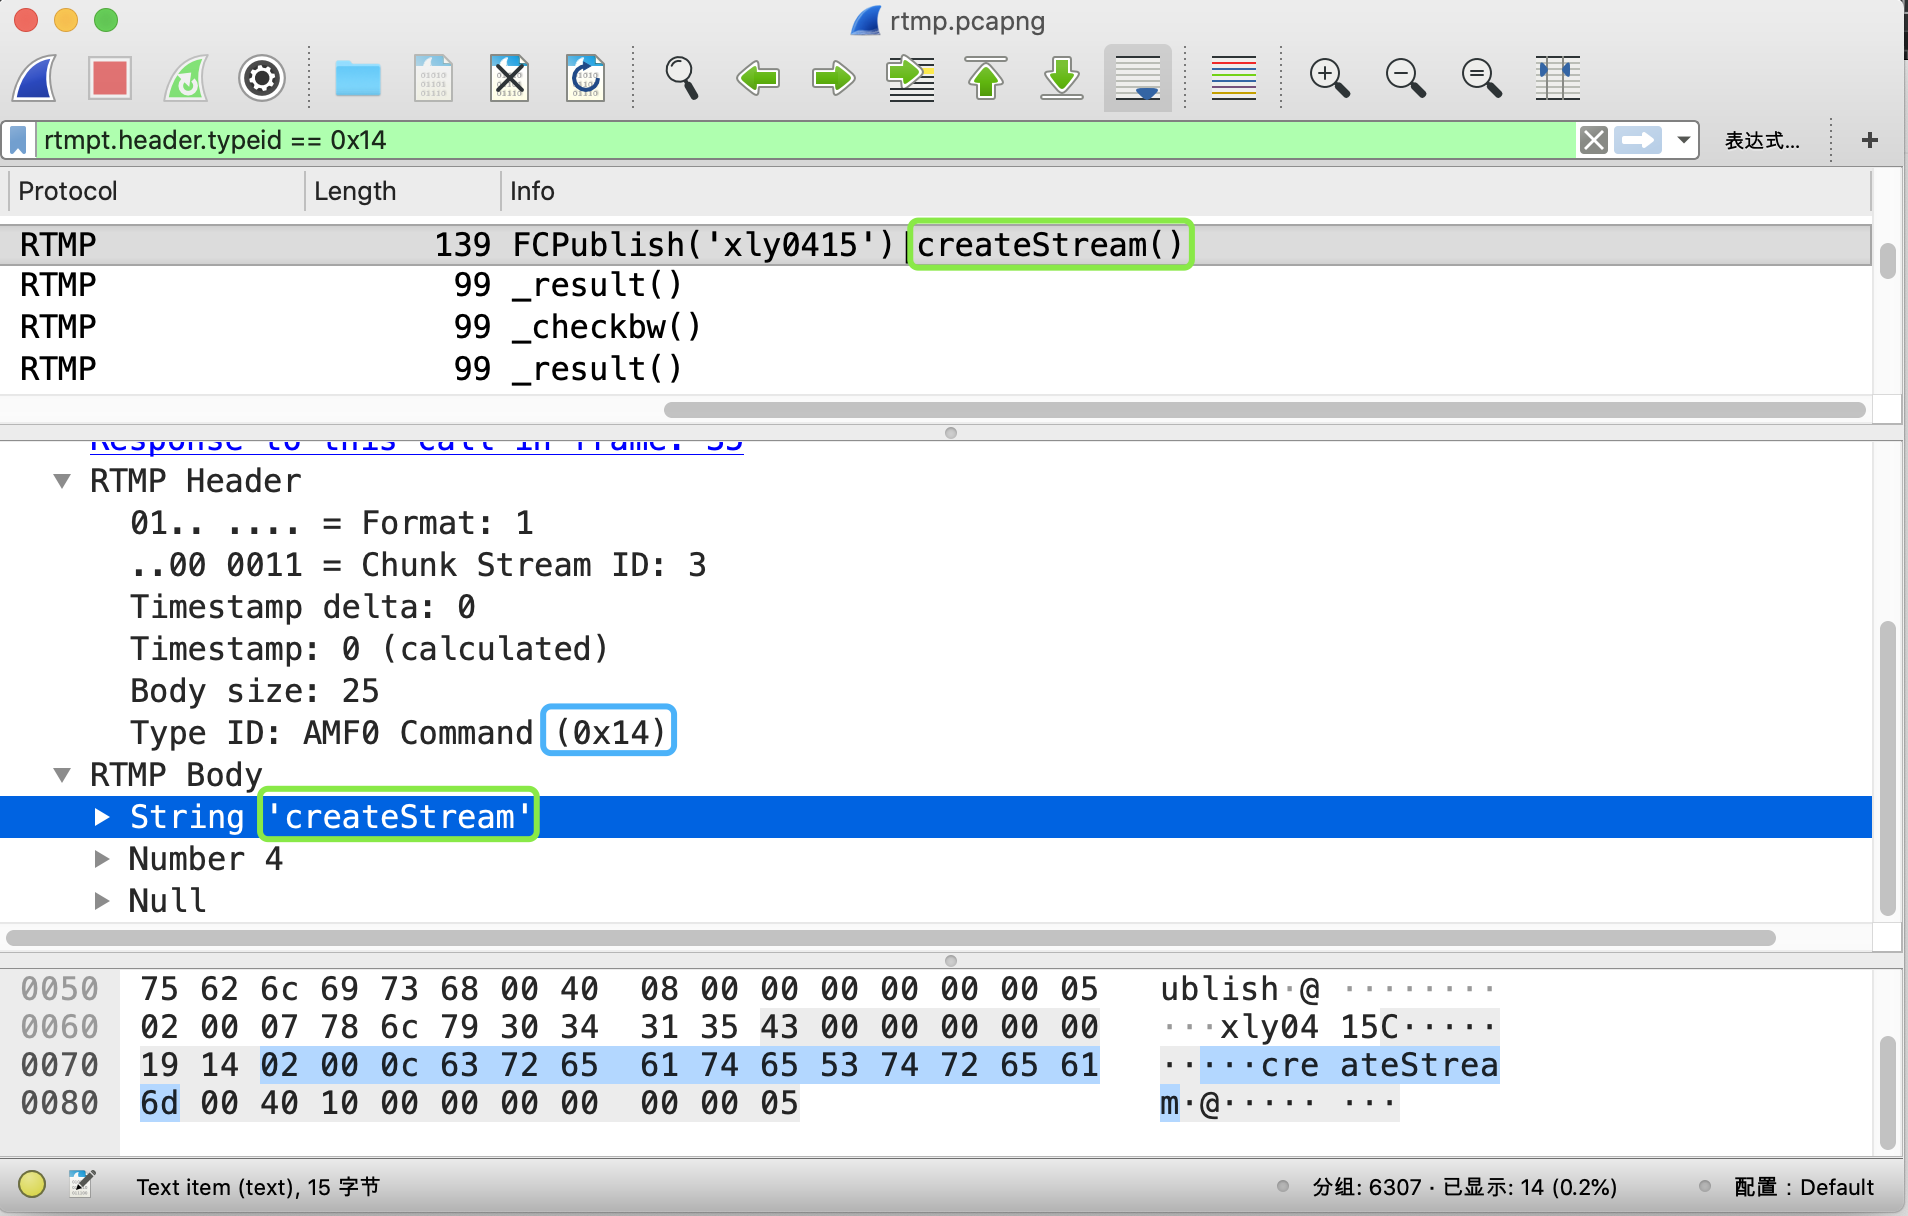 rtmp.pcapng
rtmpt.header.typeid == 0x14
表达式...
+
Protocol Length Info
RTMP 139 FCPublish('xly0415')|createStream()
RTMP 99 _result()
RTMP 99 _checkbw()
RTMP 99 _result()
Response to this call in frame: 35
RTMP Header
01.. .... = Format: 1
..00 0011 = Chunk Stream ID: 3
Timestamp delta: 0
Timestamp: 0 (calculated)
Body size: 25
Type ID: AMF0 Command (0x14)
RTMP Body
String 'createStream'
Number 4
Null
0050 75 62 6c 69 73 68 00 40 08 00 00 00 00 00 00 05 ublish·@ ········
0060 02 00 07 78 6c 79 30 34 31 35 43 00 00 00 00 00 ···xly04 15C·····
0070 19 14 02 00 0c 63 72 65 61 74 65 53 74 72 65 61 ·····cre ateStrea
0080 6d 00 40 10 00 00 00 00 00 00 05 m·@····· ···
Text item (text), 15 字节
分组: 6307 · 已显示: 14 (0.2%)
配置 : Default